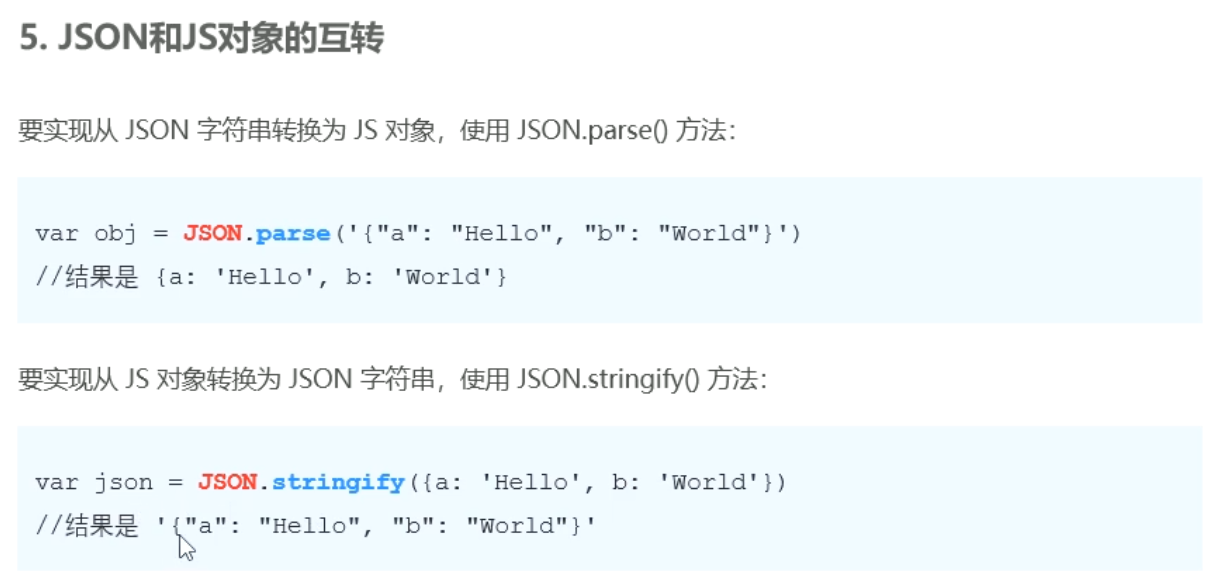 5. JSON和JS对象的互转
要实现从 JSON 字符串转换为 JS 对象，使用 JSON.parse() 方法：
var obj = JSON.parse('{"a": "Hello", "b": "World"}')
//结果是 {a: 'Hello', b: 'World'}
要实现从 JS 对象转换为 JSON 字符串，使用 JSON.stringify() 方法：
var json = JSON.stringify({a: 'Hello', b: 'World'})
//结果是 '{"a": "Hello", "b": "World"}'